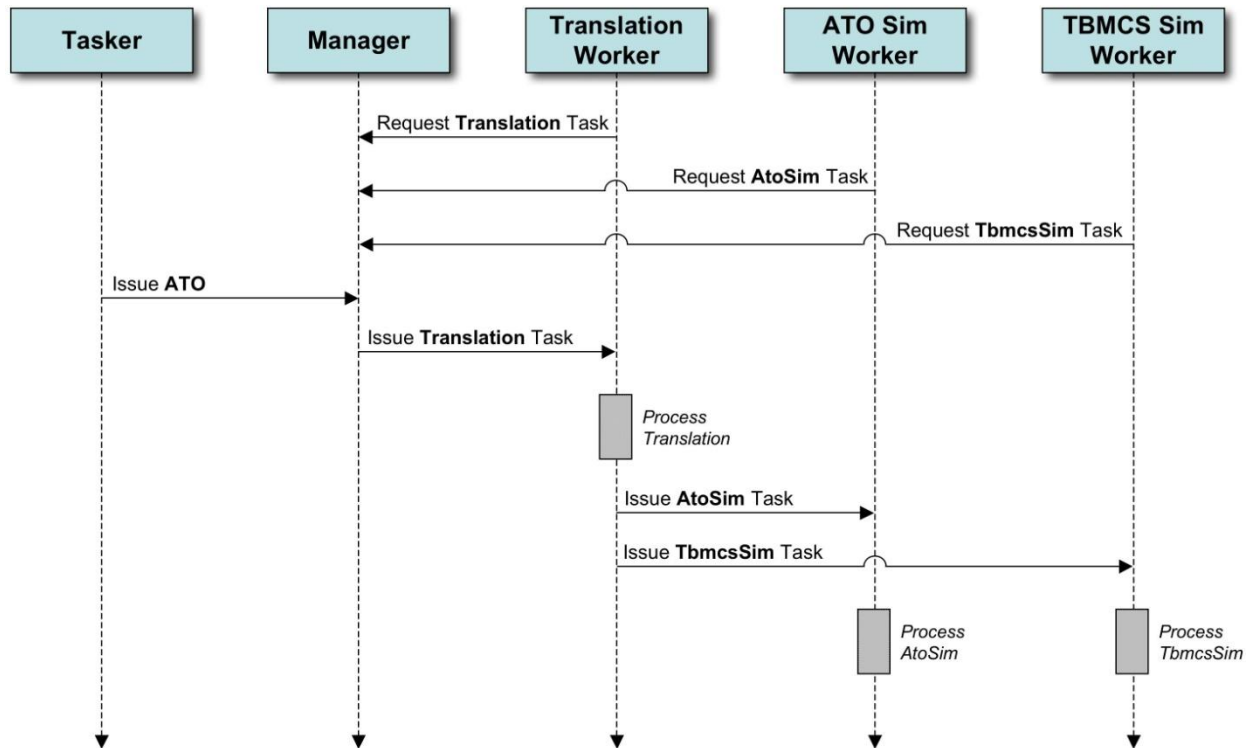 Tasker
Manager
Translation
Worker
ATO Sim
Worker
TBMCS Sim
Worker
Request Translation Task
Request AtoSim Task
Request TbmcsSim Task
Issue ATO
Issue Translation Task
Process
Translation
Issue AtoSim Task
Issue TbmcsSim Task
Process
AtoSim
Process
TbmcsSim